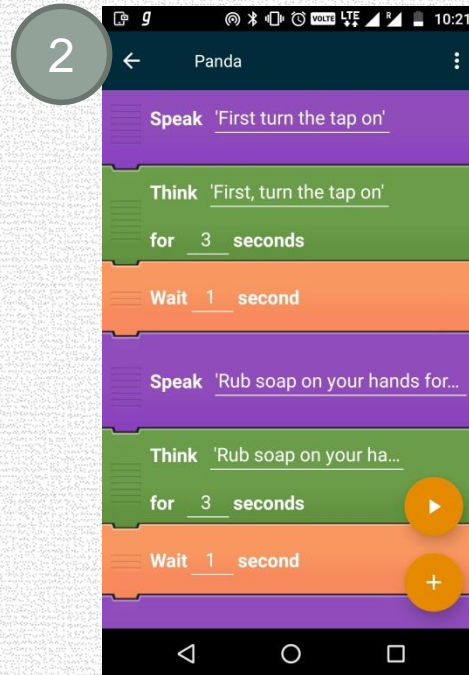 2
g VOLTE LTE R 10:21
Panda
Speak 'First turn the tap on'
Think 'First, turn the tap on'
for 3 seconds
Wait 1 second
Speak 'Rub soap on your hands for...
Think 'Rub soap on your ha...
for 3 seconds
Wait 1 second